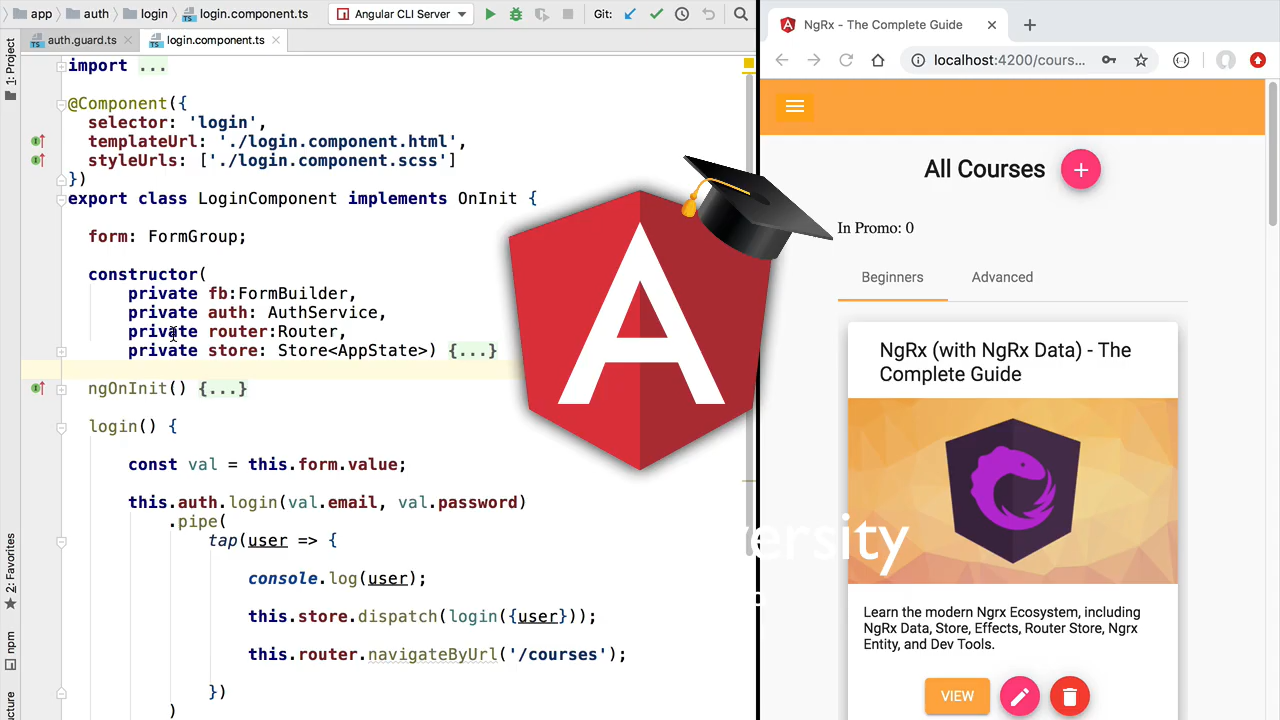 app
auth
login
login.component.ts
Angular CLI Server
Git:
auth.guard.ts
login.component.ts
1: Project
2: Favorites
npm
import ...
@Component({
selector: 'login',
templateUrl: './login.component.html',
styleUrls: ['./login.component.scss']
})
export class LoginComponent implements OnInit {
form: FormGroup;
constructor(
private fb:FormBuilder,
private auth: AuthService,
private router:Router,
private store: Store<AppState>) {...}
ngOnInit() {...}
login() {
const val = this.form.value;
this.auth.login(val.email, val.password)
.pipe(
tap(user => {
console.log(user);
this.store.dispatch(login({user}));
this.router.navigateByUrl('/courses');
})
)
NgRx - The Complete Guide
localhost:4200/cours...
All Courses
In Promo: 0
Beginners
Advanced
NgRx (with NgRx Data) - The
Complete Guide
Learn the modern Ngrx Ecosystem, including
NgRx Data, Store, Effects, Router Store, Ngrx
Entity, and Dev Tools.
VIEW